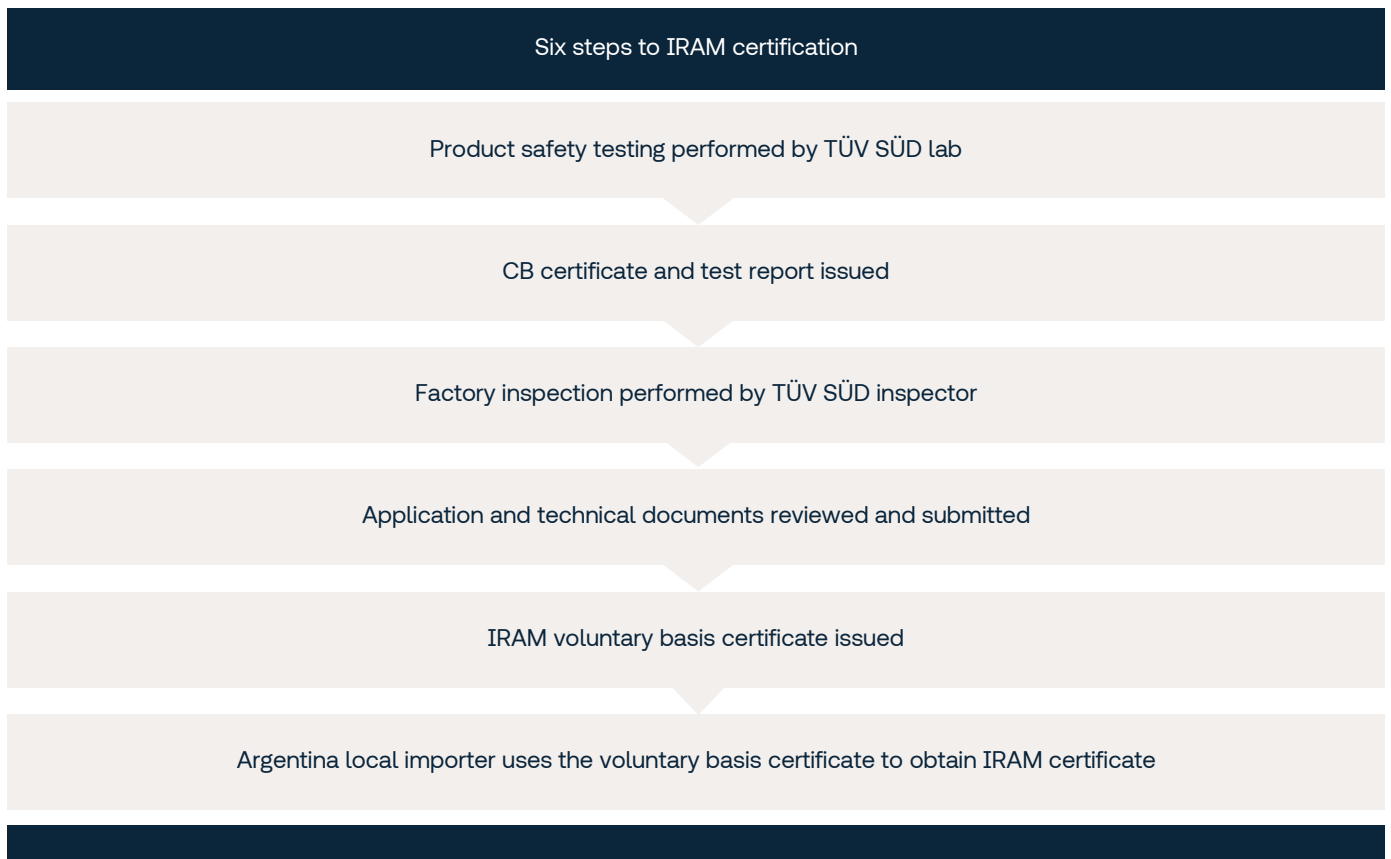 Six steps to IRAM certification
Product safety testing performed by TÜV SÜD lab
CB certificate and test report issued
Factory inspection performed by TÜV SÜD inspector
Application and technical documents reviewed and submitted
IRAM voluntary basis certificate issued
Argentina local importer uses the voluntary basis certificate to obtain IRAM certificate